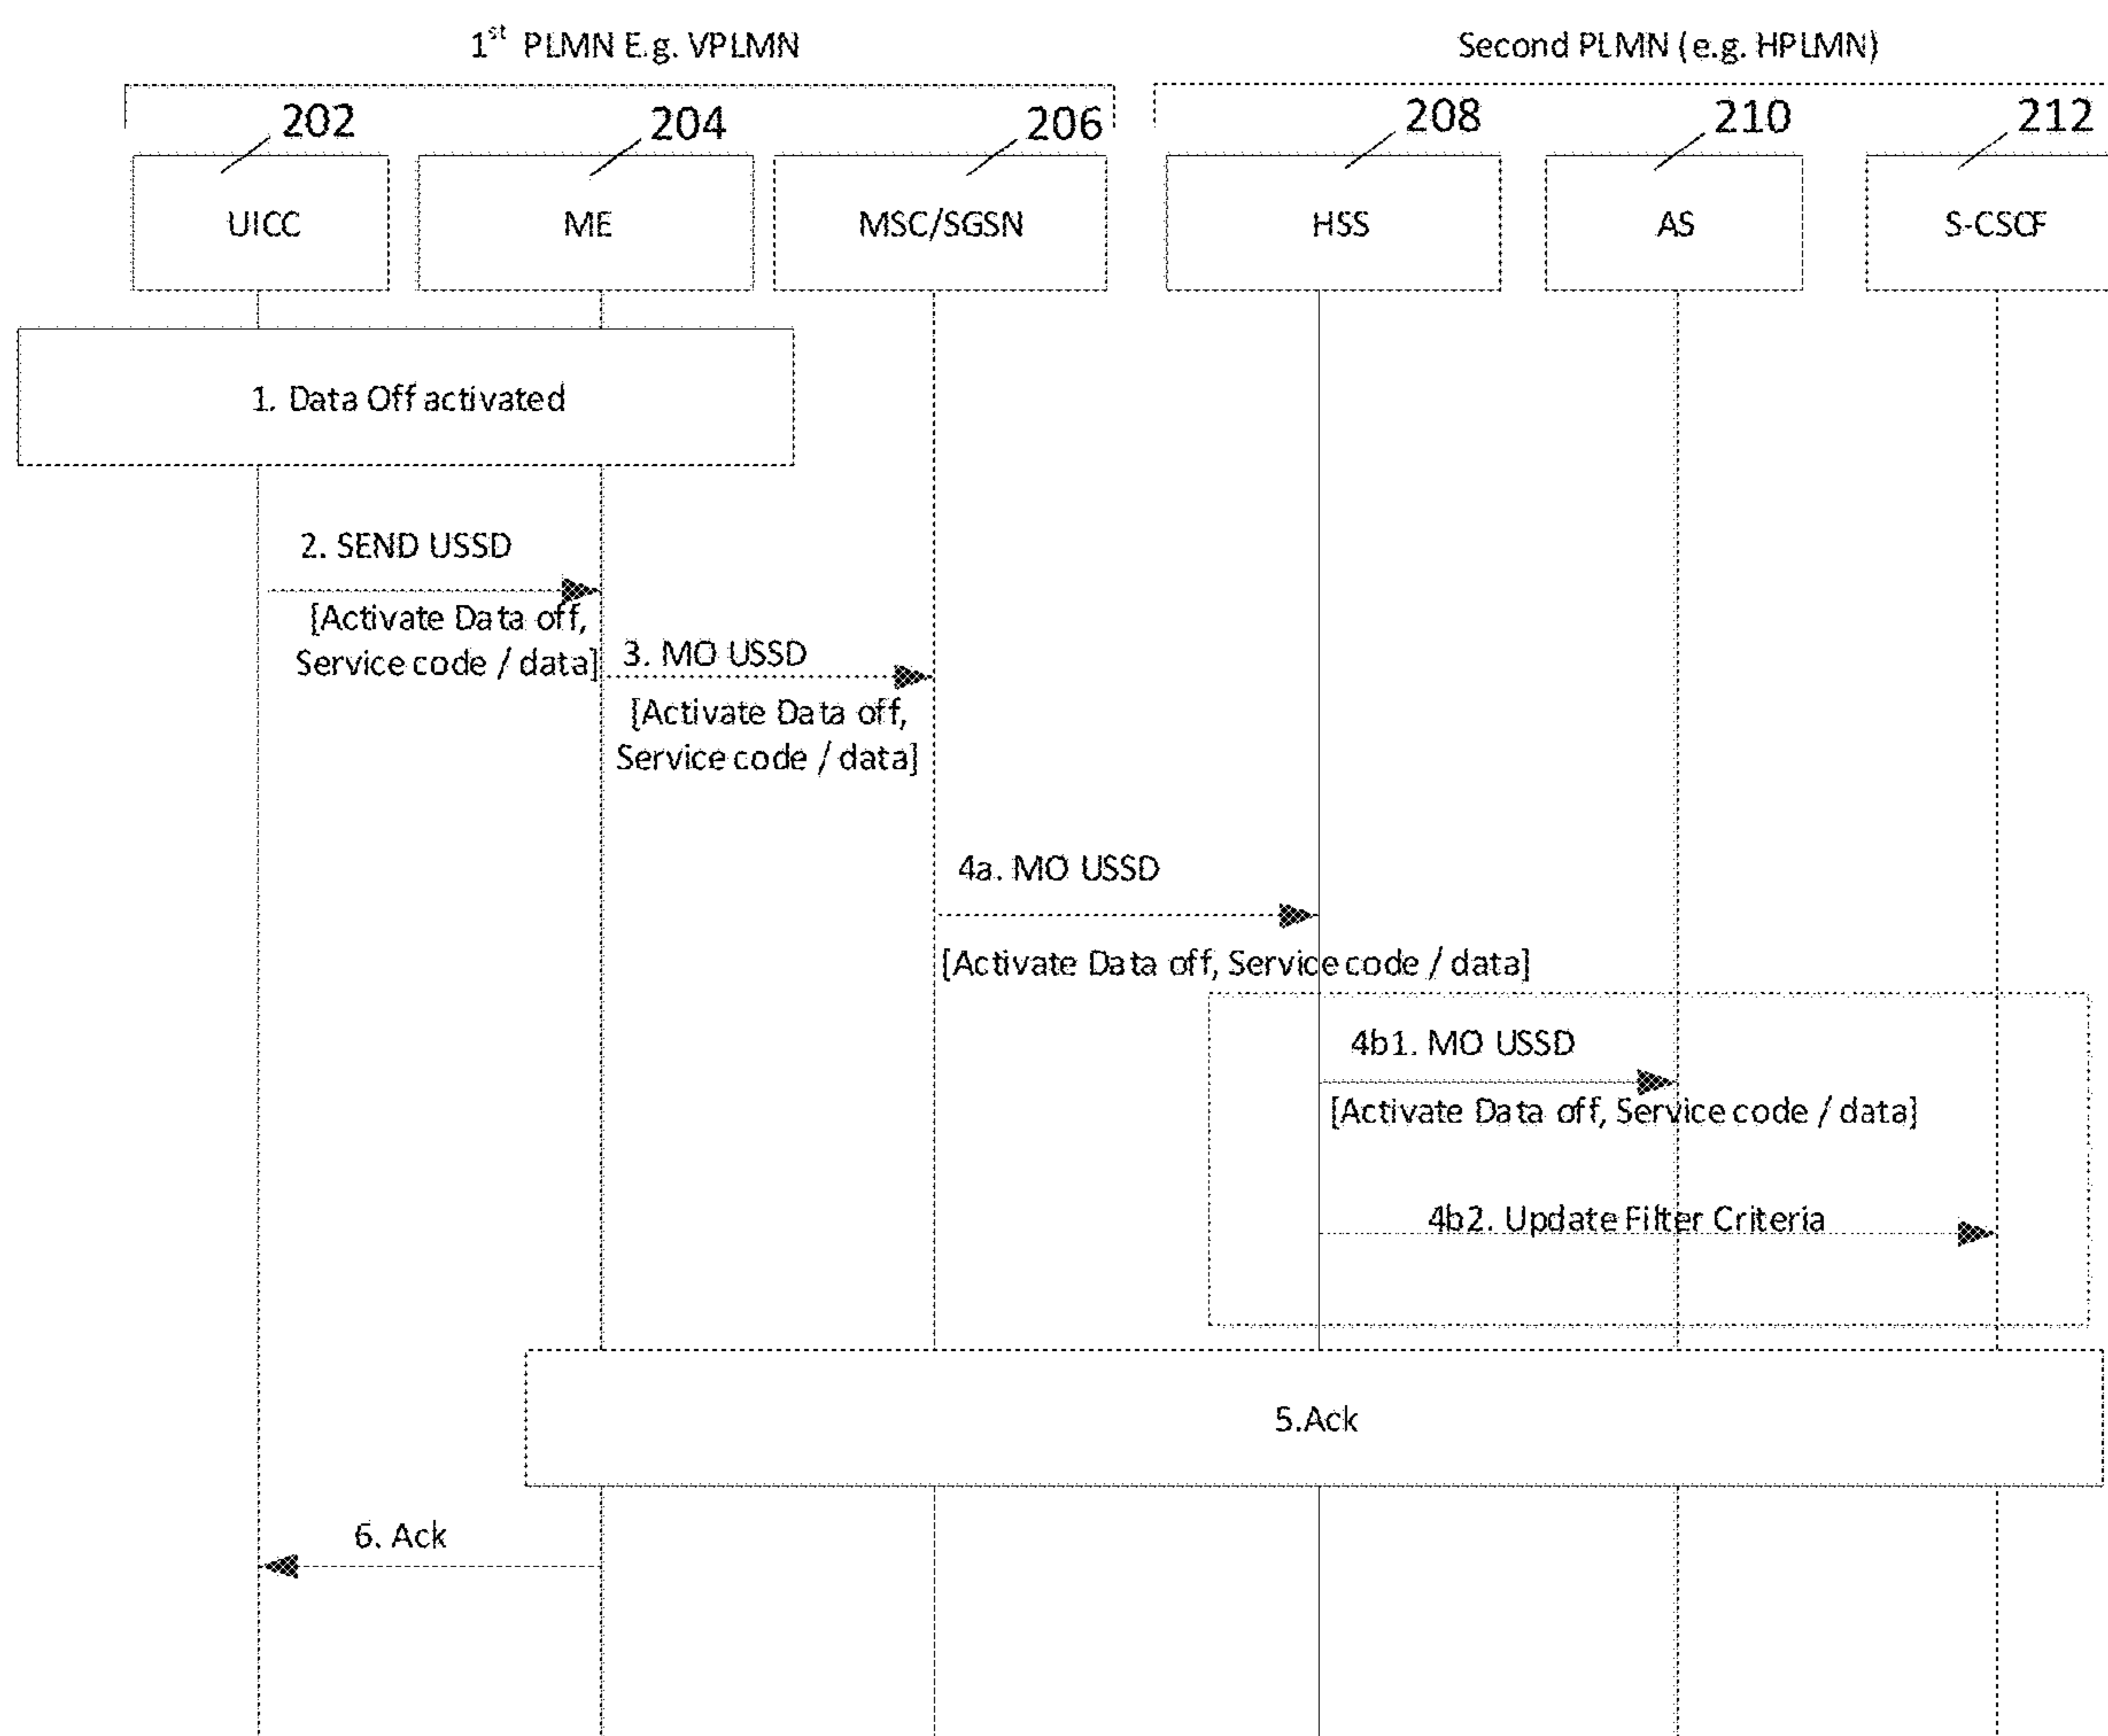 1st PLMN E.g. VPLMN
Second PLMN (e.g. HPLMN)
202
204
206
208
210
212
UICC
ME
MSC/SGSN
HSS
AS
S-CSCF
1. Data Off activated
2. SEND USSD
[Activate Data off,
Service code / data]
3. MO USSD
[Activate Data off,
Service code / data]
4a. MO USSD
[Activate Data off, Service code / data]
4b1. MO USSD
[Activate Data off, Service code / data]
4b2. Update Filter Criteria
5.Ack
6. Ack